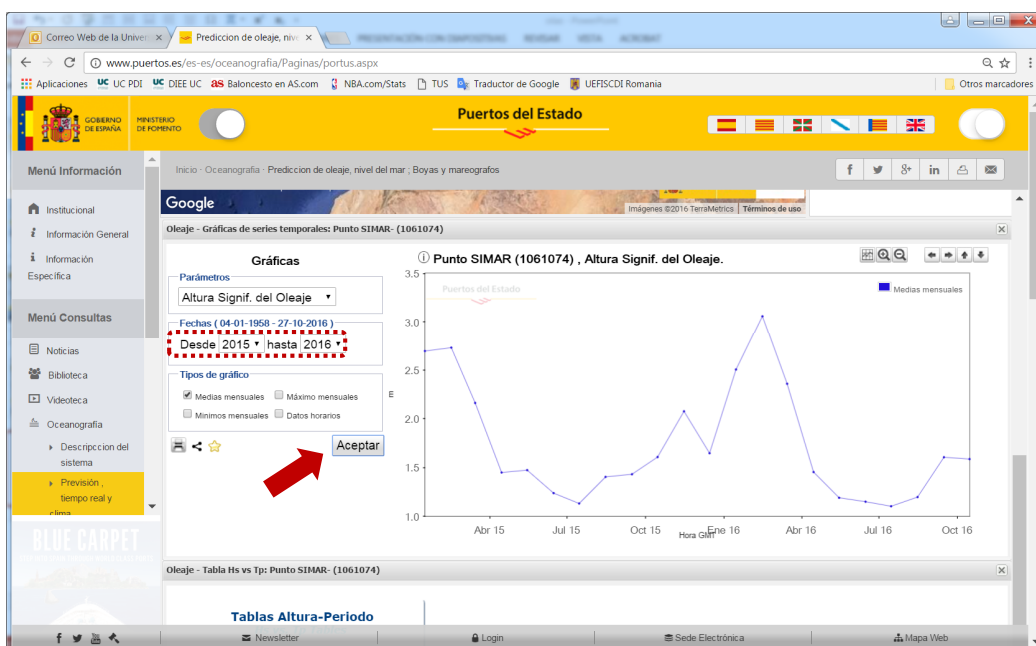 Correo Web de la Univer
Prediccion de oleaje, niv
PRESENTACIÓN CON DIAPOSITIVAS REVISAR VISTA ACROBAT
www.puertos.es/es-es/oceanografia/Paginas/portus.aspx
Aplicaciones UC UC PDI UC DIEE UC as Baloncesto en AS.com NBA.com/Stats TUS Traductor de Google UEFISCDI Romania Otros marcadores
GOBIERNO DE ESPAÑA
MINISTERIO DE FOMENTO
Puertos del Estado
Menú Información
Inicio · Oceanografia · Prediccion de oleaje, nivel del mar ; Boyas y mareografos
Institucional
Información General
Información Específica
Menú Consultas
Noticias
Biblioteca
Videoteca
Oceanografía
Descripccion del sistema
Previsión , tiempo real y clima
BLUE CARPET
Google
Imágenes ©2016 TerraMetrics Términos de uso
Oleaje - Gráficas de series temporales: Punto SIMAR- (1061074)
Gráficas
Parámetros
Altura Signif. del Oleaje
Fechas ( 04-01-1958 - 27-10-2016 )
Desde 2015 hasta 2016
Tipos de gráfico
Medias mensuales Máximo mensuales
Minimos mensuales Datos horarios
Aceptar
Punto SIMAR (1061074) , Altura Signif. del Oleaje.
Puertos del Estado
Medias mensuales
3.5
3.0
2.5
2.0
1.5
1.0
m
Abr 15 Jul 15 Oct 15 Ene 16 Abr 16 Jul 16 Oct 16
Hora GMT
Oleaje - Tabla Hs vs Tp: Punto SIMAR- (1061074)
Tablas Altura-Periodo
Newsletter
Login
Sede Electrónica
Mapa Web